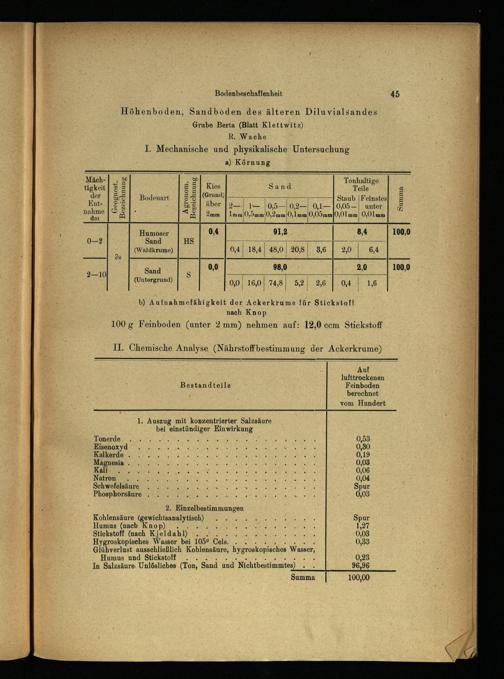 Bodenbeschaffenheit 45
Höhenboden, Sandboden des älteren Diluvialsandes
Grube Berta (Blatt Klettwitz)
R. Wache
I. Mechanische und physikalische Untersuchung
a) Körnung
Mäch-
tigkeit
der
Ent-
nahme
dm
Geognost.
Bezeichnung
Bodenart
Agronom.
Bezeichnung
Kies
(Grand)
über
2mm
Sand
2—
1mm
1—
0,5mm
0,5—
0,2mm
0,2—
0,1mm
0,1—
0,05mm
Tonhaltige
Teile
Staub
0,05—
0,01mm
Feinstes
unter
0,01mm
Summa
0—2 Humoser
Sand
(Waldkrume) HS 0,4 91,2 8,4 100,0
0,4 18,4 48,0 20,8 3,6 2,0 6,4
2—10 Sand
(Untergrund) S 0,0 98,0 2,0 100,0
0,0 16,0 74,8 5,2 2,6 0,4 1,6
b) Aufnahmefähigkeit der Ackerkrume für Stickstoff
nach Knop
100 g Feinboden (unter 2 mm) nehmen auf: 12,0 ccm Stickstoff
II. Chemische Analyse (Nährstoffbestimmung der Ackerkrume)
Bestandteile
Auf
lufttrockenen
Feinboden
berechnet
vom Hundert
1. Auszug mit konzentrierter Salzsäure
bei einstündiger Einwirkung
Tonerde 0,53
Eisenoxyd 0,30
Kalkerde 0,19
Magnesia 0,03
Kali 0,06
Natron 0,04
Schwefelsäure Spur
Phosphorsäure 0,03
2. Einzelbestimmungen
Kohlensäure (gewichtsanalytisch) Spur
Humus (nach Knop) 1,27
Stickstoff (nach Kjeldahl) 0,03
Hygroskopisches Wasser bei 105° Cels. 0,33
Glühverlust ausschließlich Kohlensäure, hygroskopisches Wasser,
Humus und Stickstoff 0,23
In Salzsäure Unlösliches (Ton, Sand und Nichtbestimmtes) 96,96
Summa 100,00